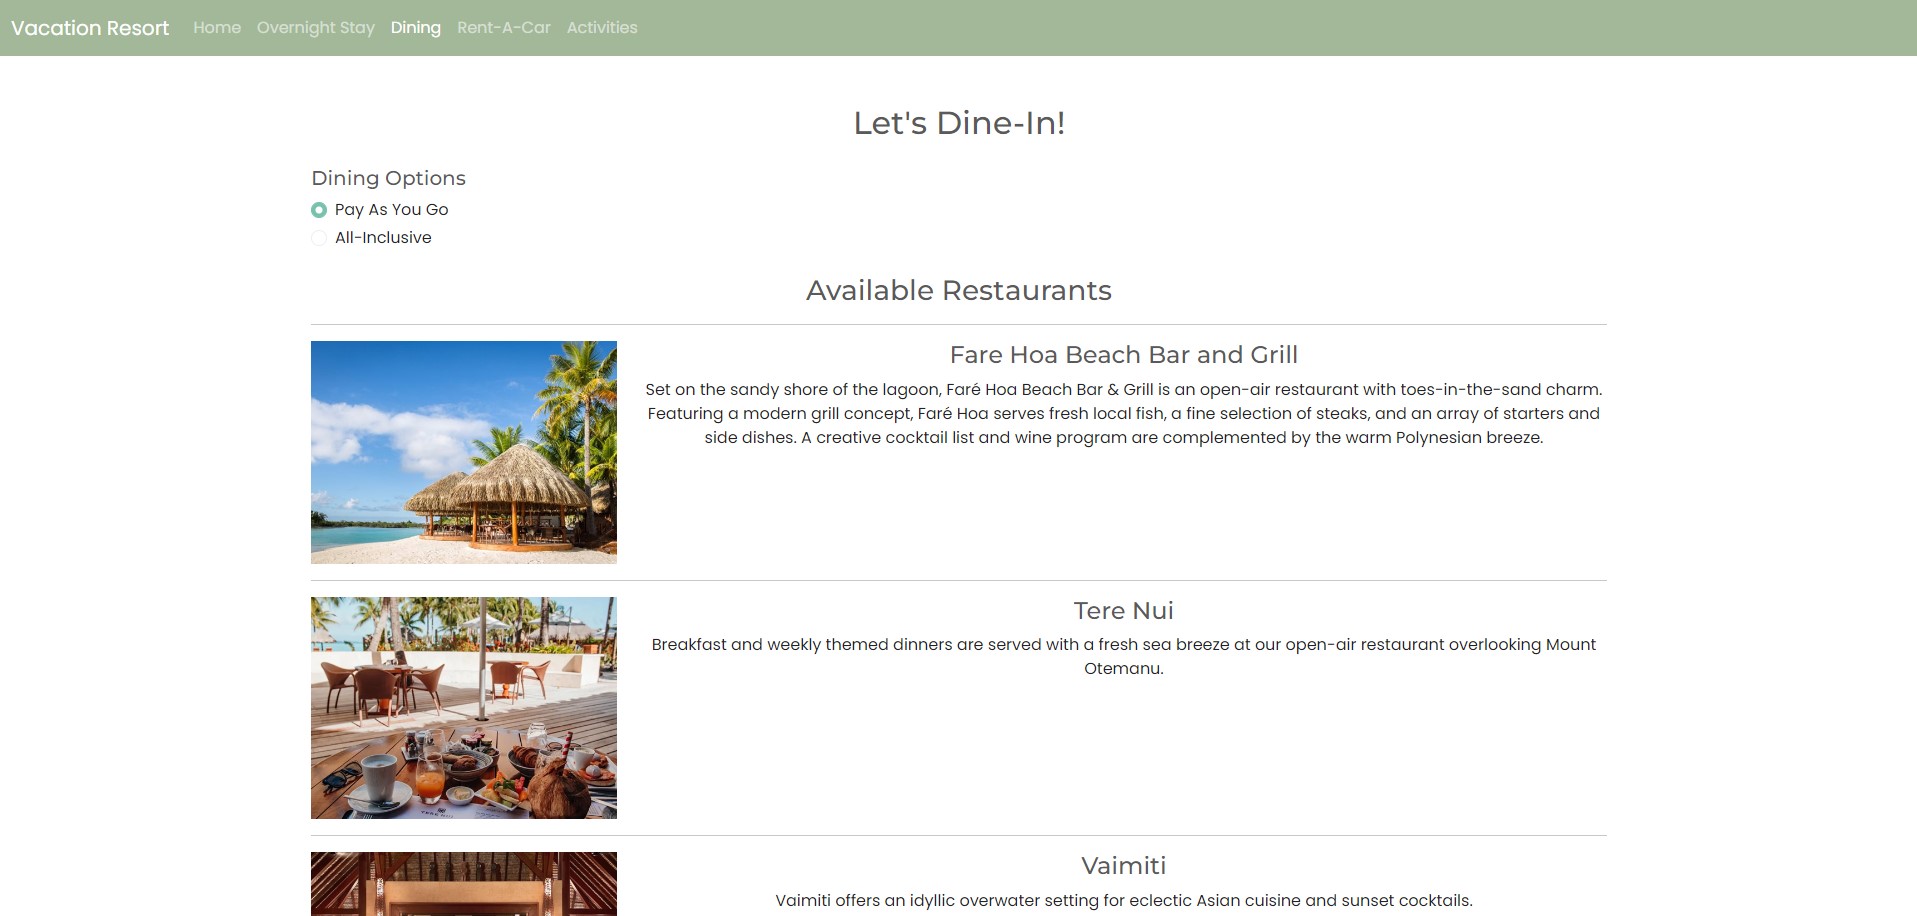 Vacation Resort Home Overnight Stay Dining Rent-A-Car Activities
Let's Dine-In!
Dining Options
Pay As You Go
All-Inclusive
Available Restaurants
Fare Hoa Beach Bar and Grill
Set on the sandy shore of the lagoon, Faré Hoa Beach Bar & Grill is an open-air restaurant with toes-in-the-sand charm.
Featuring a modern grill concept, Faré Hoa serves fresh local fish, a fine selection of steaks, and an array of starters and
side dishes. A creative cocktail list and wine program are complemented by the warm Polynesian breeze.
Tere Nui
Breakfast and weekly themed dinners are served with a fresh sea breeze at our open-air restaurant overlooking Mount
Otemanu.
Vaimiti
Vaimiti offers an idyllic overwater setting for eclectic Asian cuisine and sunset cocktails.